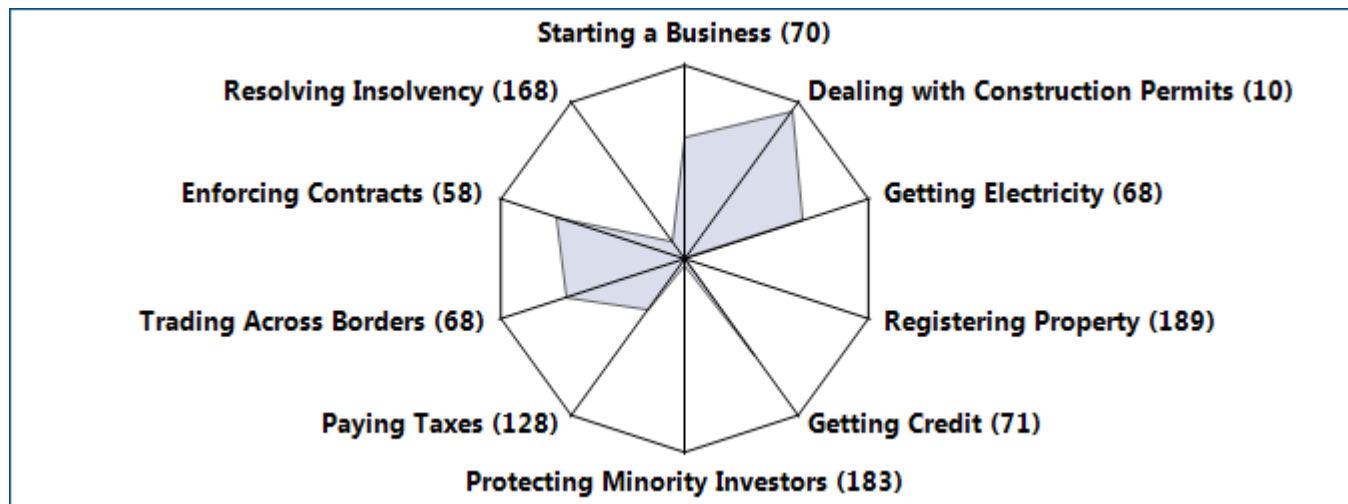 Starting a Business (70)
Resolving Insolvency (168)
Dealing with Construction Permits (10)
Enforcing Contracts (58)
Getting Electricity (68)
Trading Across Borders (68)
Registering Property (189)
Paying Taxes (128)
Getting Credit (71)
Protecting Minority Investors (183)